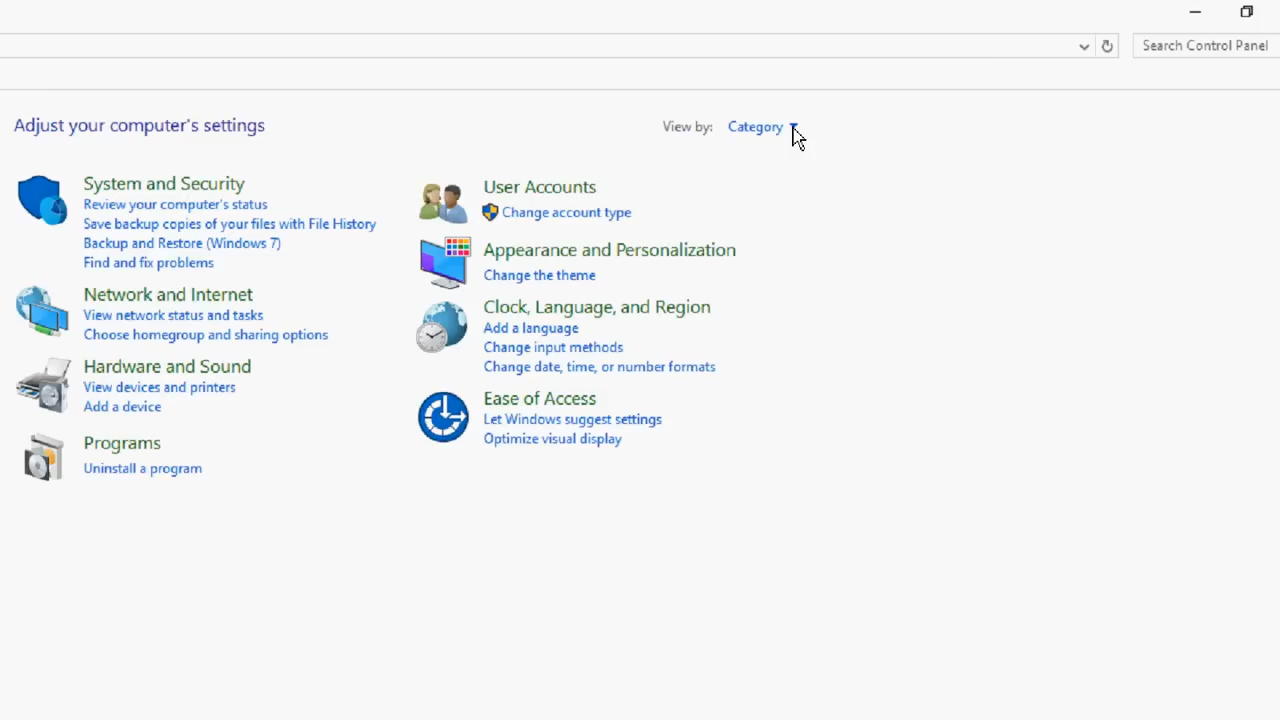 Search Control Panel
Adjust your computer's settings
View by: Category
System and Security
Review your computer's status
Save backup copies of your files with File History
Backup and Restore (Windows 7)
Find and fix problems
Network and Internet
View network status and tasks
Choose homegroup and sharing options
Hardware and Sound
View devices and printers
Add a device
Programs
Uninstall a program
User Accounts
Change account type
Appearance and Personalization
Change the theme
Clock, Language, and Region
Add a language
Change input methods
Change date, time, or number formats
Ease of Access
Let Windows suggest settings
Optimize visual display